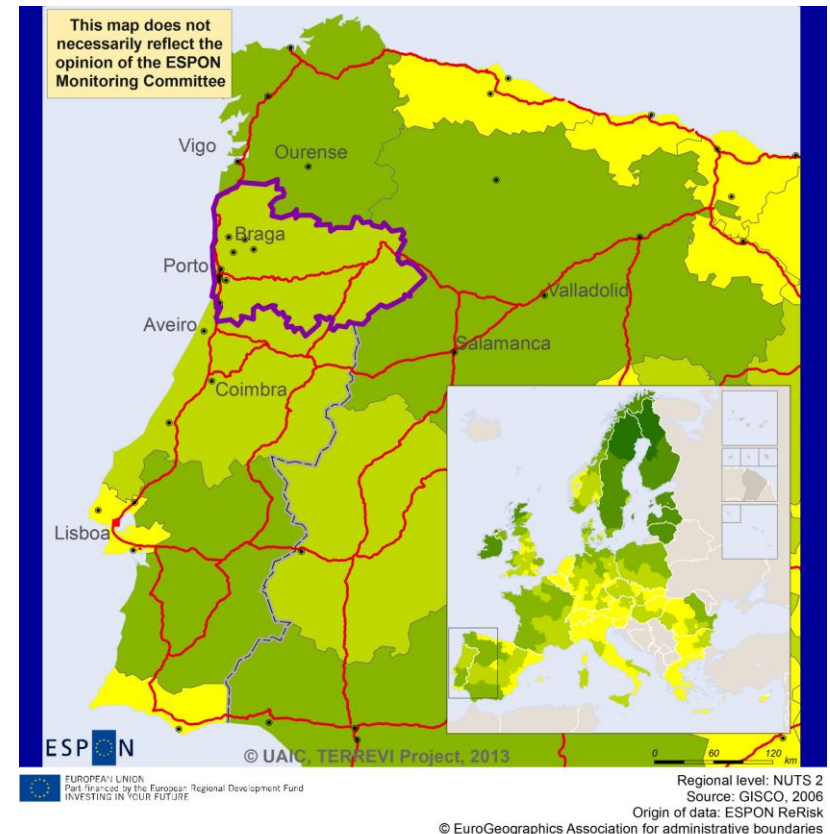 This map does not
necessarily reflect the
opinion of the ESPON
Monitoring Committee
Vigo
Ourense
Braga
Porto
Aveiro
Valladolid
Salamanca
Coimbra
Lisboa
ESPON
© UAIC, TERREVI Project, 2013
0 60 120
km
EUROPEAN UNION
Part-financed by the European Regional Development Fund
INVESTING IN YOUR FUTURE
Regional level: NUTS 2
Source: GISCO, 2006
Origin of data: ESPON ReRisk
© EuroGeographics Association for administrative boundaries